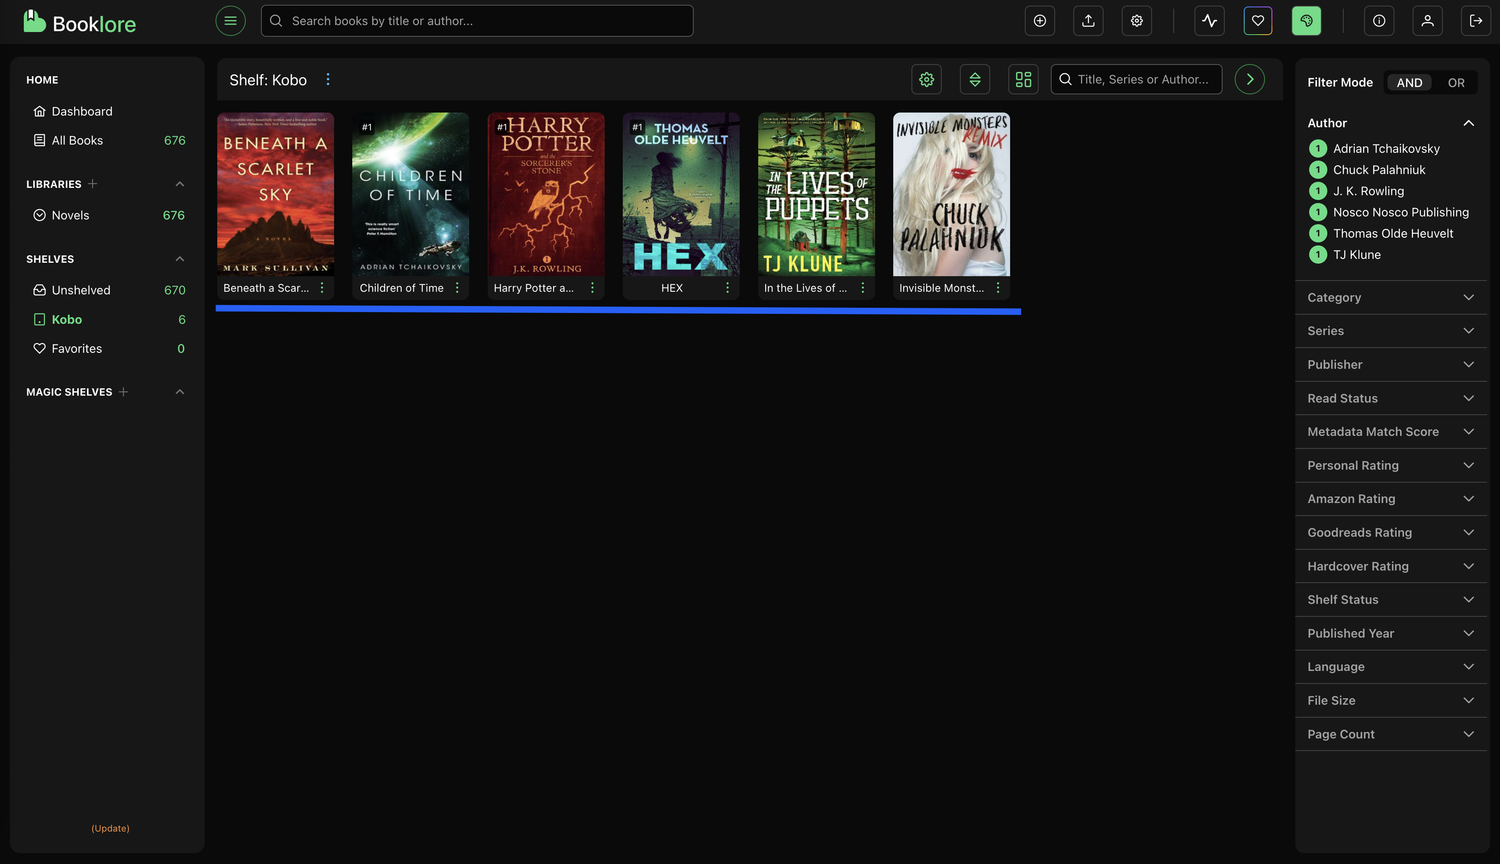 Booklore
Search books by title or author...
HOME
Dashboard
All Books 676
LIBRARIES
Novels 676
SHELVES
Unshelved 670
Kobo 6
Favorites 0
MAGIC SHELVES
(Update)
Shelf: Kobo
Title, Series or Author...
BENEATH A
SCARLET
SKY
A NOVEL
MARK SULLIVAN
Beneath a Scar...
#1
CHILDREN
OF TIME
ADRIAN TCHAIKOVSKY
Children of Time
#1
HARRY
POTTER
and the
SORCERER'S
STONE
1
J.K. ROWLING
Harry Potter a...
#1
THOMAS
OLDE HEUVELT
HEX
HEX
IN THE LIVES OF
PUPPETS
TJ KLUNE
In the Lives of ...
INVISIBLE MONSTERS
REMIX
CHUCK
PALAHNIUK
Invisible Monst...
Filter Mode AND OR
Author
1 Adrian Tchaikovsky
1 Chuck Palahniuk
1 J. K. Rowling
1 Nosco Nosco Publishing
1 Thomas Olde Heuvelt
1 TJ Klune
Category
Series
Publisher
Read Status
Metadata Match Score
Personal Rating
Amazon Rating
Goodreads Rating
Hardcover Rating
Shelf Status
Published Year
Language
File Size
Page Count